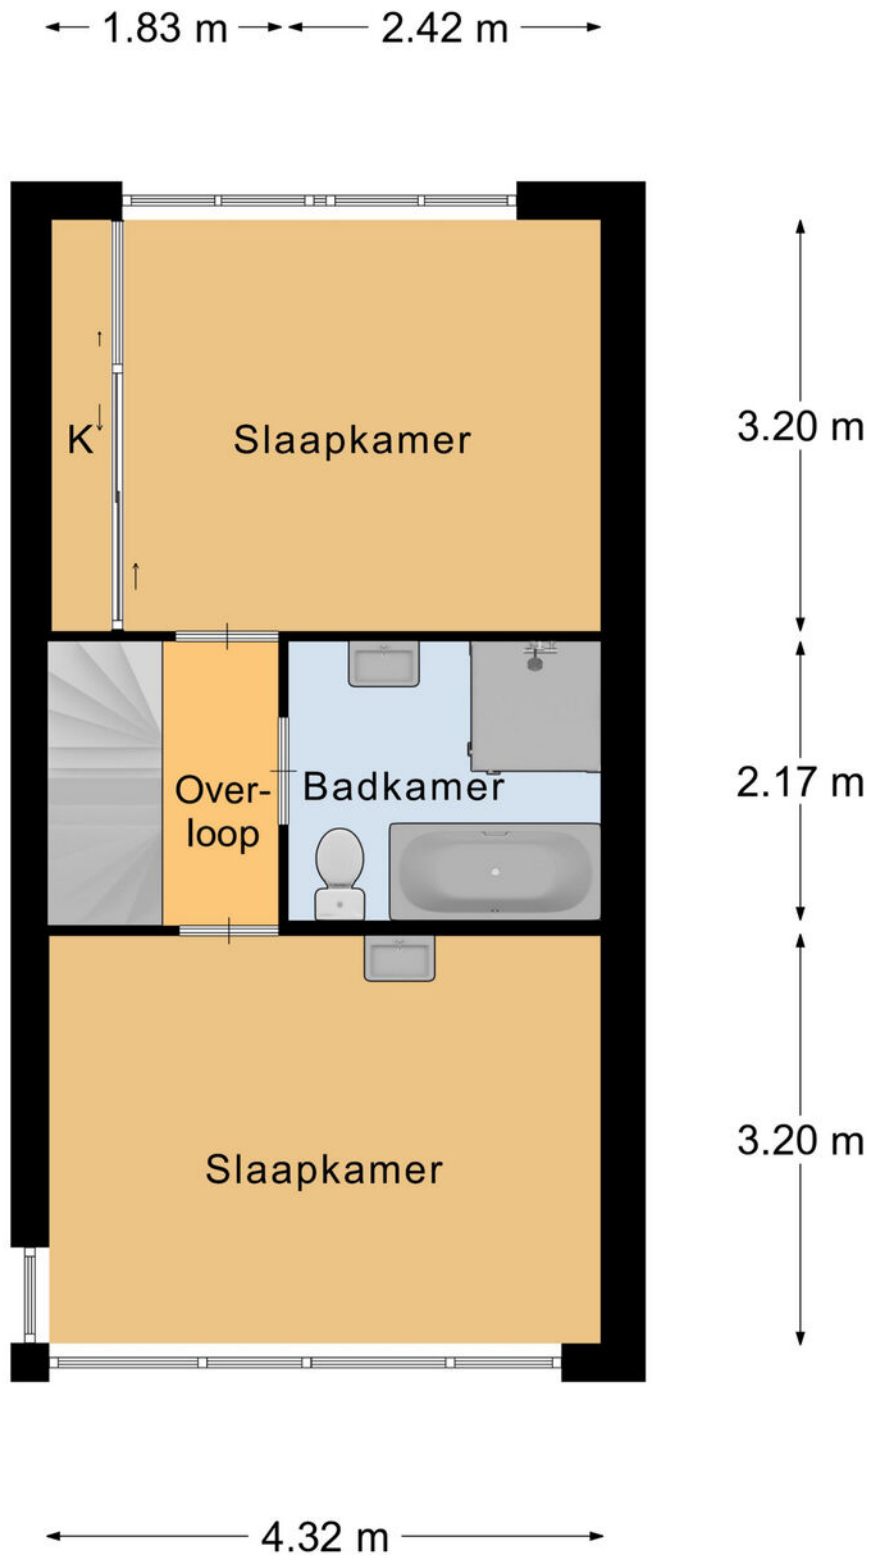 1.83 m
2.42 m
3.20 m
K
Slaapkamer
2.17 m
Over-
loop
Badkamer
3.20 m
Slaapkamer
4.32 m